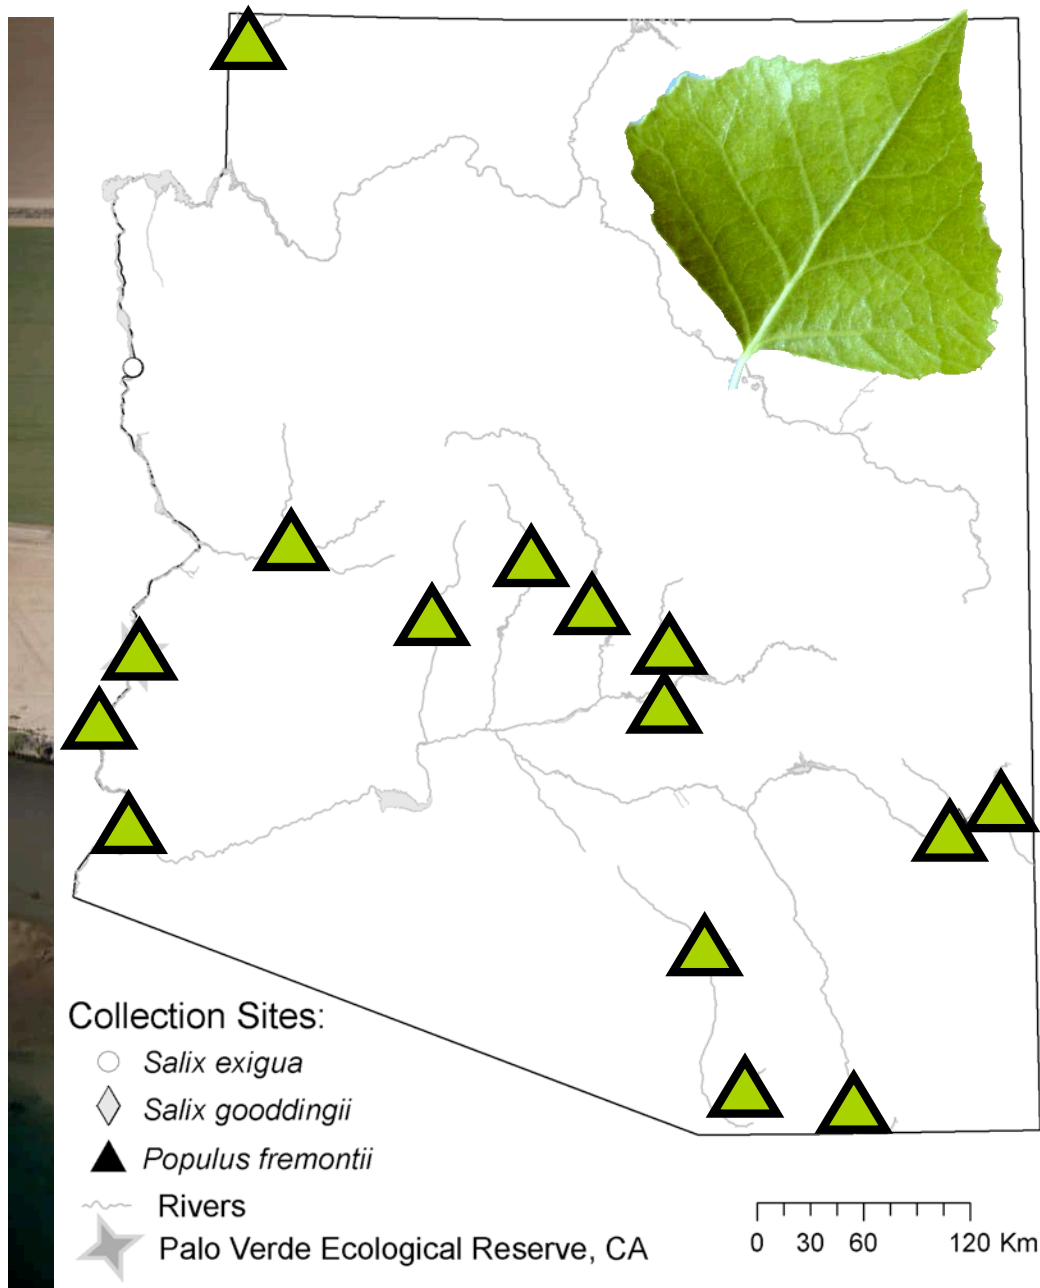 Collection Sites:
Salix exigua
Salix gooddingii
Populus fremontii
Rivers
Palo Verde Ecological Reserve, CA
0 30 60 120 Km